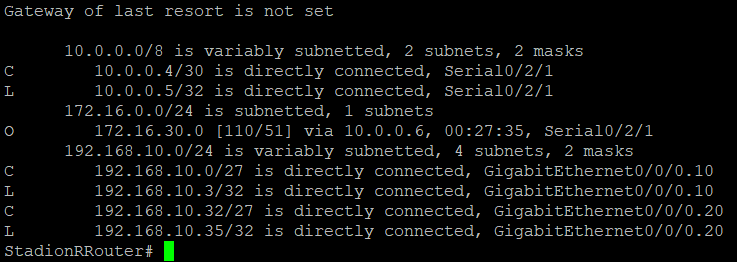 Gateway of last resort is not set
10.0.0.0/8 is variably subnetted, 2 subnets, 2 masks
C 10.0.0.4/30 is directly connected, Serial0/2/1
L 10.0.0.5/32 is directly connected, Serial0/2/1
172.16.0.0/24 is subnetted, 1 subnets
O 172.16.30.0 [110/51] via 10.0.0.6, 00:27:35, Serial0/2/1
192.168.10.0/24 is variably subnetted, 4 subnets, 2 masks
C 192.168.10.0/27 is directly connected, GigabitEthernet0/0/0.10
L 192.168.10.3/32 is directly connected, GigabitEthernet0/0/0.10
C 192.168.10.32/27 is directly connected, GigabitEthernet0/0/0.20
L 192.168.10.35/32 is directly connected, GigabitEthernet0/0/0.20
StadionRRouter#